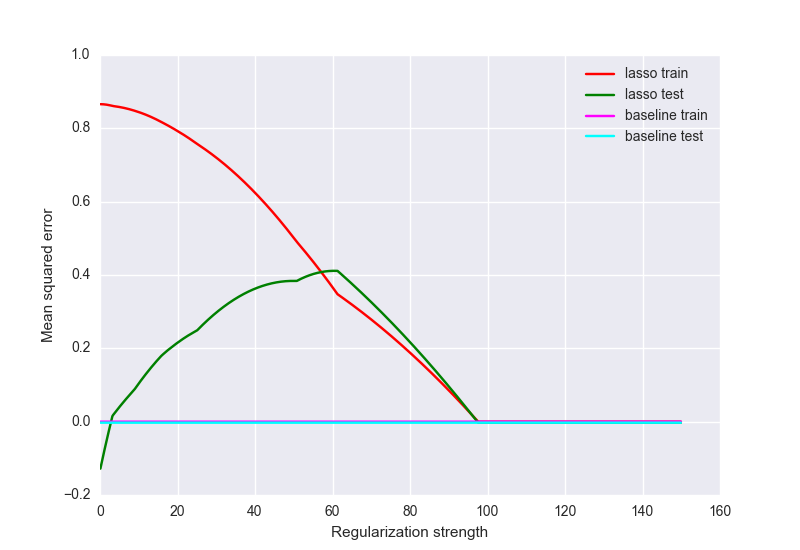 1.0
0.8
0.6
0.4
0.2
0.0
−0.2
Mean squared error
lasso train
lasso test
baseline train
baseline test
0 20 40 60 80 100 120 140 160
Regularization strength